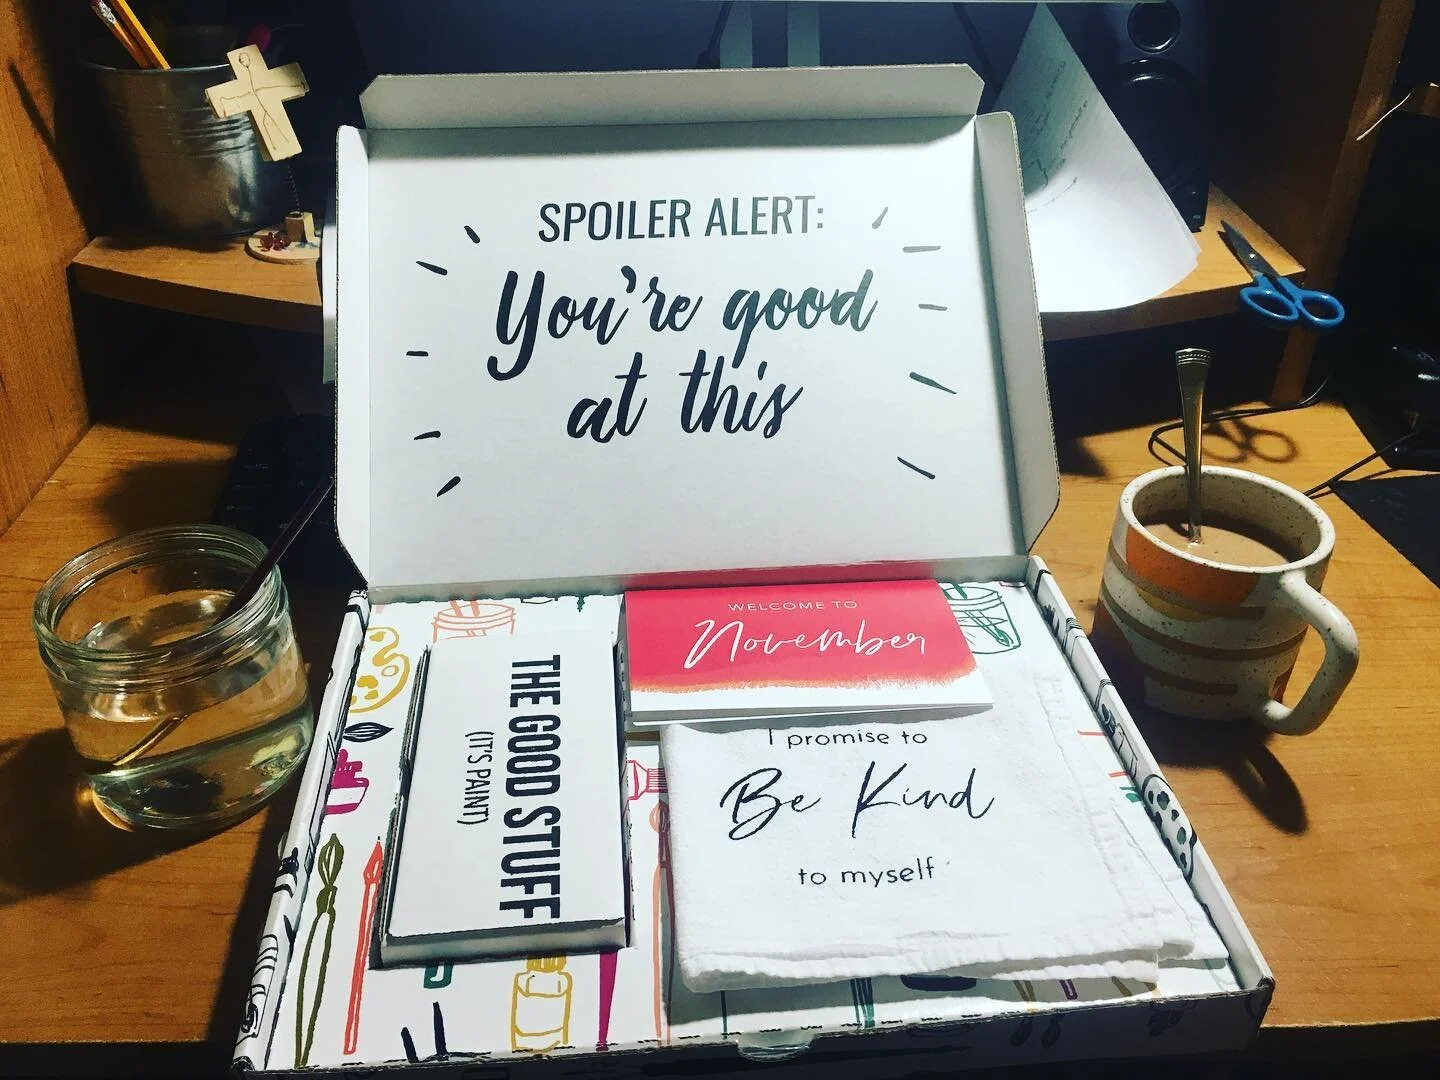 SPOILER ALERT:
You're good
at this
WELCOME TO
November
THE GOOD STUFF
(IT'S PAINT)
I promise to
Be Kind
to myself